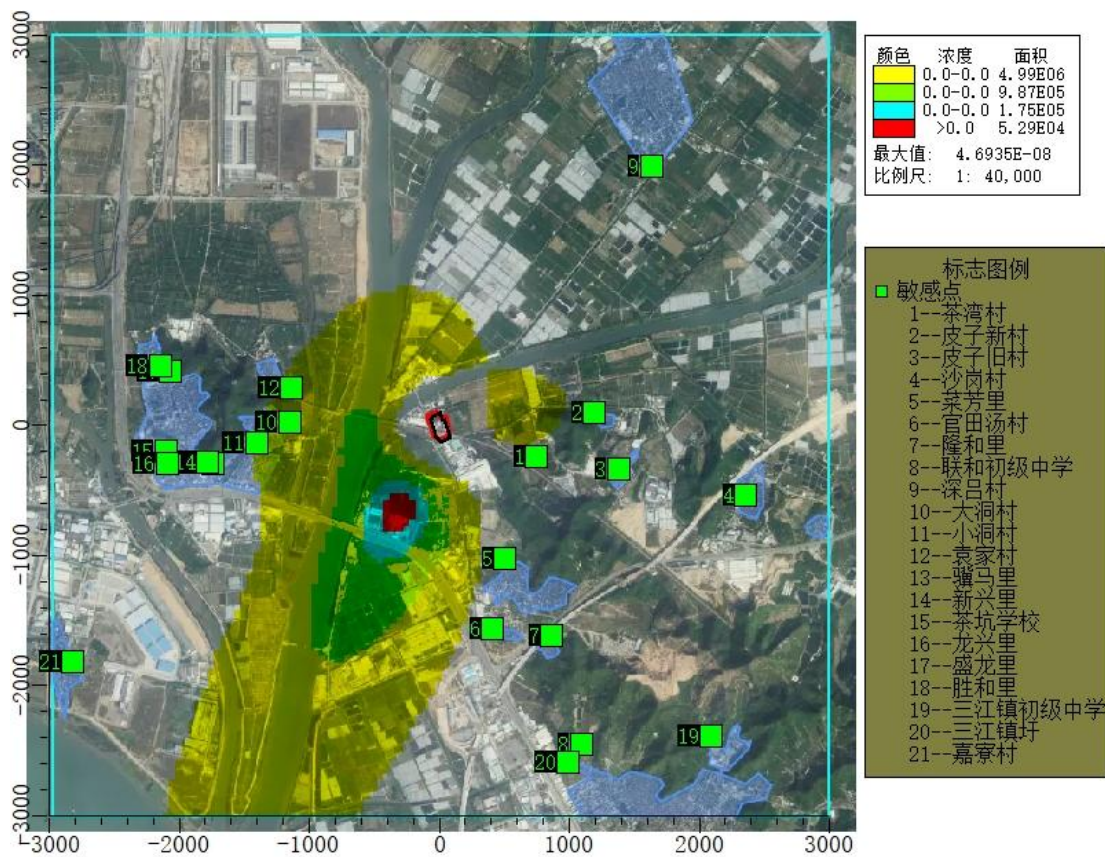 颜色 浓度 面积
0.0-0.0 4.99E06
0.0-0.0 9.87E05
0.0-0.0 1.75E05
>0.0 5.29E04
最大值: 4.6935E-08
比例尺: 1: 40,000
标志图例
敏感点
1--茶湾村
2--皮子新村
3--皮子旧村
4--沙岗村
5--菜芳里
6--官田汤村
7--隆和里
8--联和初级中学
9--深吕村
10--大洞村
11--小洞村
12--袁家村
13--骥马里
14--新兴里
15--茶坑学校
16--龙兴里
17--盛龙里
18--胜和里
19--三江镇初级中学
20--三江镇圩
21--嘉寮村
3000
2000
1000
0
-1000
-2000
-3000
-3000 -2000 -1000 0 1000 2000 3000
9
18
12
10
11
15
16
14
2
1
3
4
5
6
7
21
8
19
20